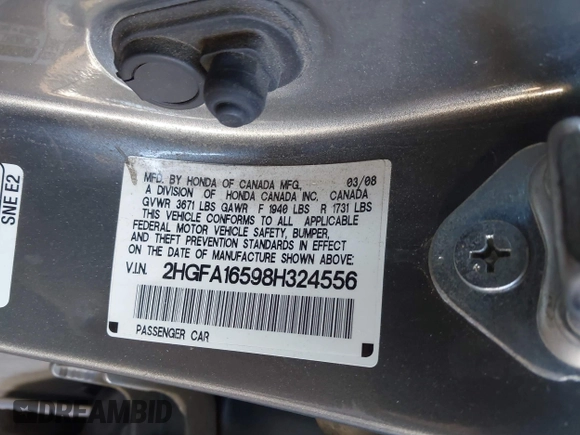 MFD. BY HONDA OF CANADA MFG., 03/08
A DIVISION OF HONDA CANADA INC, CANADA
GVWR 3671 LBS GAWR F 1940 LBS R 1731 LBS
THIS VEHICLE CONFORMS TO ALL APPLICABLE
FEDERAL MOTOR VEHICLE SAFETY, BUMPER,
AND THEFT PREVENTION STANDARDS IN EFFECT
ON THE DATE OF MANUFACTURE SHOWN ABOVE:
V.I.N. 2HGFA16598H324556
PASSENGER CAR
SNE E2
DREAMBID